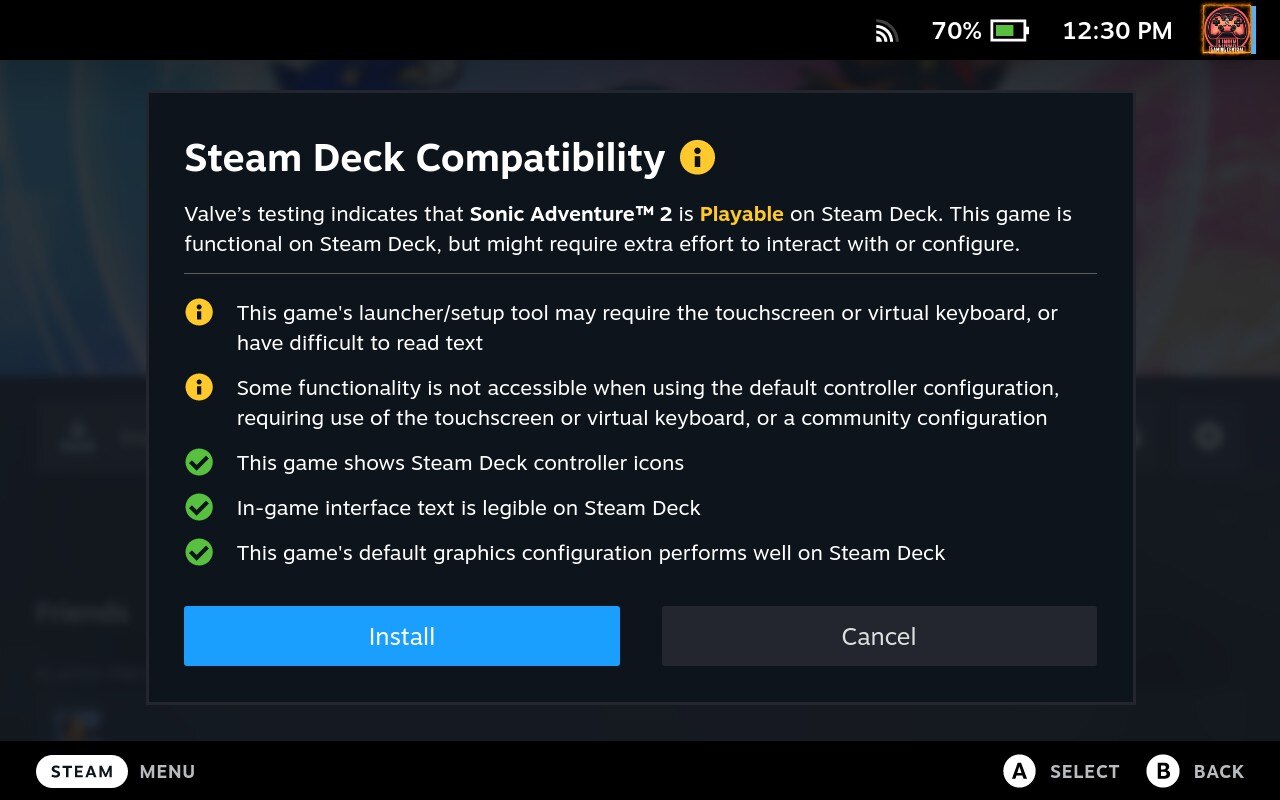 70%
12:30 PM
Steam Deck Compatibility
Valve’s testing indicates that Sonic Adventure™ 2 is Playable on Steam Deck. This game is
functional on Steam Deck, but might require extra effort to interact with or configure.
This game's launcher/setup tool may require the touchscreen or virtual keyboard, or
have difficult to read text
Some functionality is not accessible when using the default controller configuration,
requiring use of the touchscreen or virtual keyboard, or a community configuration
This game shows Steam Deck controller icons
In-game interface text is legible on Steam Deck
This game's default graphics configuration performs well on Steam Deck
Install
Cancel
Friends
STEAM MENU
A SELECT
B BACK